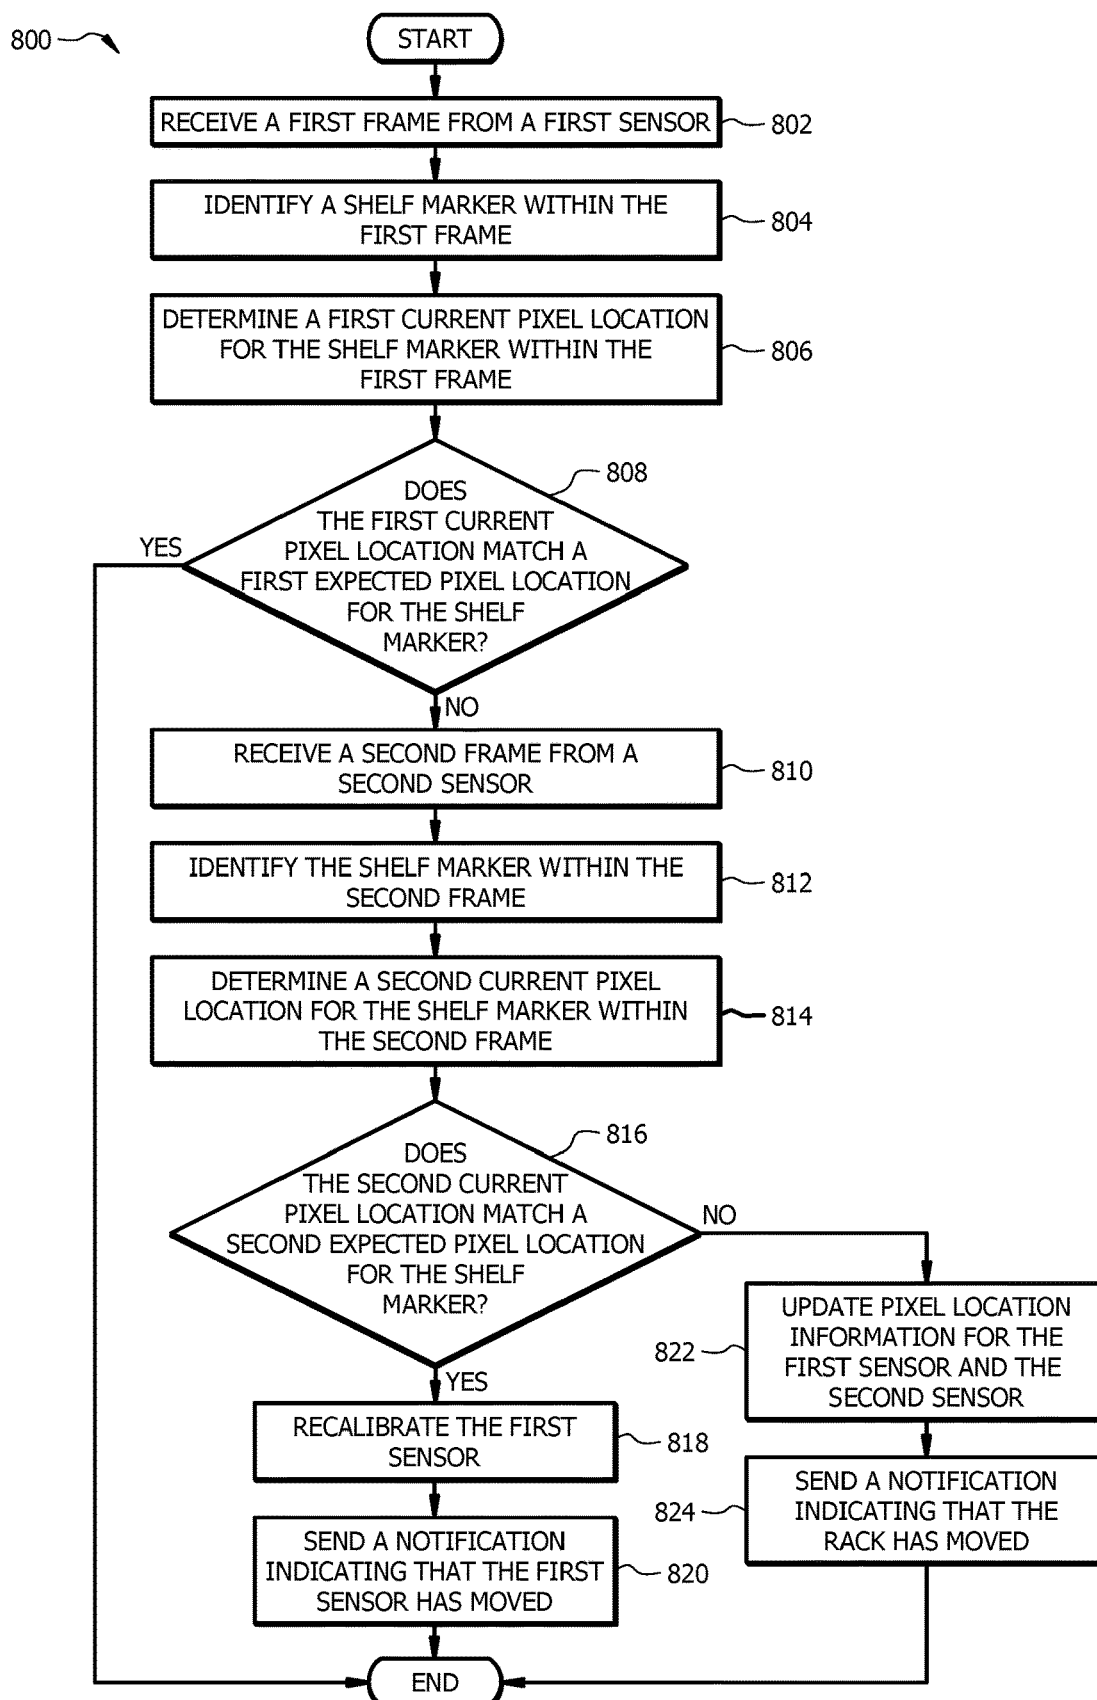 800
START
RECEIVE A FIRST FRAME FROM A FIRST SENSOR
802
IDENTIFY A SHELF MARKER WITHIN THE
FIRST FRAME
804
DETERMINE A FIRST CURRENT PIXEL LOCATION
FOR THE SHELF MARKER WITHIN THE
FIRST FRAME
806
808
DOES
THE FIRST CURRENT
PIXEL LOCATION MATCH A
FIRST EXPECTED PIXEL LOCATION
FOR THE SHELF
MARKER?
YES
NO
RECEIVE A SECOND FRAME FROM A
SECOND SENSOR
810
IDENTIFY THE SHELF MARKER WITHIN THE
SECOND FRAME
812
DETERMINE A SECOND CURRENT PIXEL
LOCATION FOR THE SHELF MARKER WITHIN
THE SECOND FRAME
814
816
DOES
THE SECOND CURRENT
PIXEL LOCATION MATCH A
SECOND EXPECTED PIXEL LOCATION
FOR THE SHELF
MARKER?
NO
YES
UPDATE PIXEL LOCATION
INFORMATION FOR THE
FIRST SENSOR AND THE
SECOND SENSOR
822
RECALIBRATE THE FIRST
SENSOR
818
SEND A NOTIFICATION
INDICATING THAT THE
RACK HAS MOVED
824
SEND A NOTIFICATION
INDICATING THAT THE FIRST
SENSOR HAS MOVED
820
END